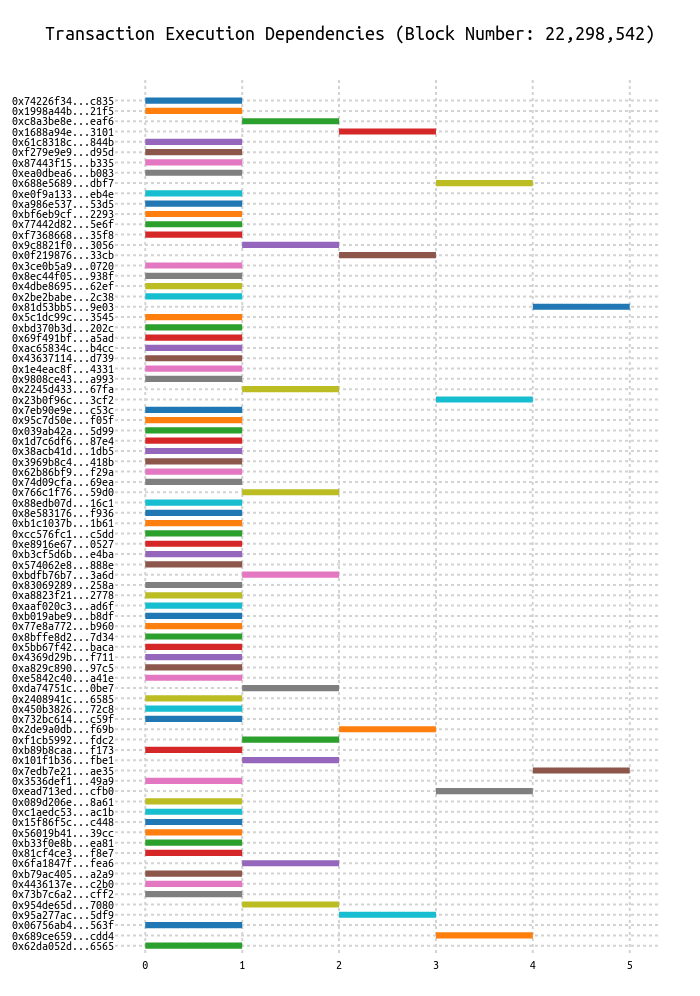 Transaction Execution Dependencies (Block Number: 22,298,542)
0x74226f34...c835
0x1998a44b...21f5
0xc8a3be8e...eaf6
0x1688a94e...3101
0x61c8318c...844b
0xf279e9e9...d95d
0x87443f15...b335
0xea0dbea6...b083
0x688e5689...dbf7
0xe0f9a133...eb4e
0xa986e537...53d5
0xbf6eb9cf...2293
0x77442d82...5e6f
0xf7368668...35f8
0x9c8821f0...3056
0x0f219876...33cb
0x3ce0b5a9...0720
0x8ec44f05...938f
0x4dbe8695...62ef
0x2be2babe...2c38
0x81d53bb5...9e03
0x5c1dc99c...3545
0xbd370b3d...202c
0x69f491bf...a5ad
0xac65834c...b4cc
0x43637114...d739
0x1e4eac8f...4331
0x9808ce43...a993
0x2245d433...67fa
0x23b0f96c...3cf2
0x7eb90e9e...c53c
0x95c7d50e...f05f
0x039ab42a...5d99
0x1d7c6df6...87e4
0x38acb41d...1db5
0x3969b8c4...418b
0x62b86bf9...f29a
0x74d09cfa...69ea
0x766c1f76...59d0
0x88edb07d...16c1
0x8e583176...f936
0xb1c1037b...1b61
0xcc576fc1...c5dd
0xe8916e67...0527
0xb3cf5d6b...e4ba
0x574062e8...888e
0xbdfb76b7...3a6d
0x83069289...258a
0xa8823f21...2778
0xaaf020c3...ad6f
0xb019abe9...b8df
0x77e8a772...b960
0x8bffe8d2...7d34
0x5bb67f42...baca
0x4369d29b...f711
0xa829c890...97c5
0xe5842c40...a41e
0xda74751c...0be7
0x2408941c...6585
0x450b3826...72c8
0x732bc614...c59f
0x2de9a0db...f69b
0xf1cb5992...fdc2
0xb89b8caa...f173
0x101f1b36...fbe1
0x7edb7e21...ae35
0x3536def1...49a9
0xead713ed...cfb0
0x089d206e...8a61
0xc1aedc53...ac1b
0x15f86f5c...c448
0x56019b41...39cc
0xb33f0e8b...ea81
0x81cf4ce3...f8e7
0x6fa1847f...fea6
0xb79ac405...a2a9
0x4436137e...c2b0
0x73b7c6a2...cff2
0x954de65d...7080
0x95a277ac...5df9
0x06756ab4...563f
0x689ce659...cdd4
0x62da052d...6565
0 1 2 3 4 5